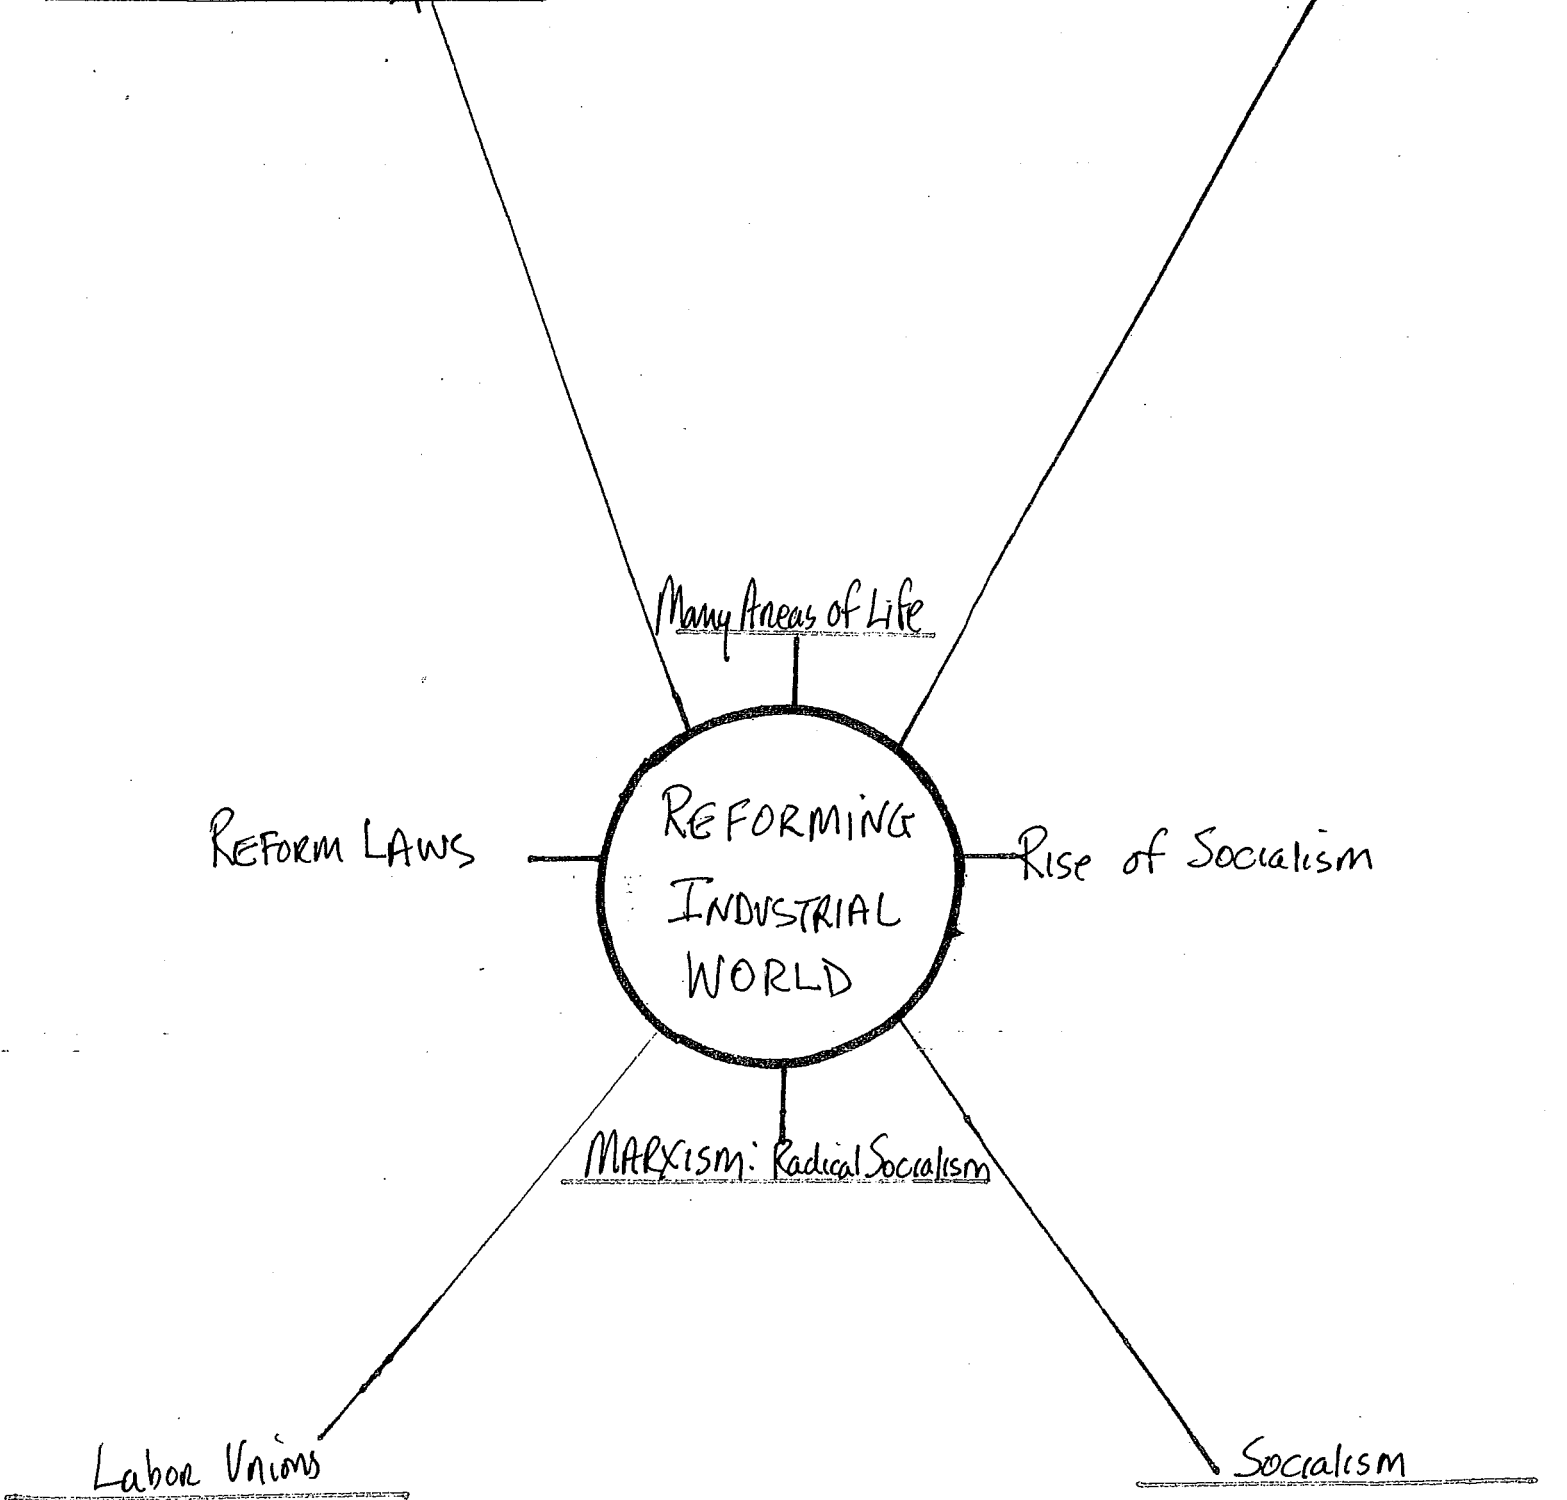 Many Areas of Life
REFORMING
REFORM LAWS
Rise of Socialism
INDUSTRIAL
WORLD
MARXISM: Radical Socialism
Labor Unions
Socialism